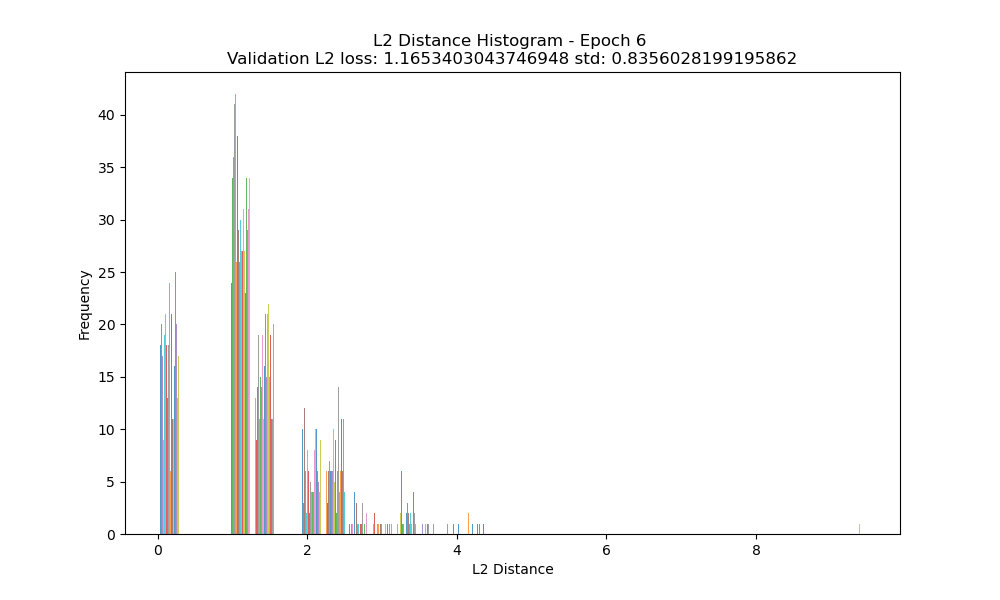 L2 Distance Histogram - Epoch 6
Validation L2 loss: 1.1653403043746948 std: 0.8356028199195862
Frequency
40
35
30
25
20
15
10
5
0
0 2 4 6 8
L2 Distance